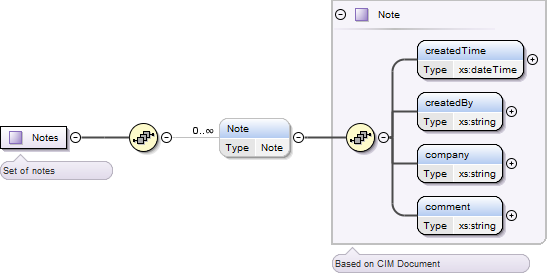 Note
createdTime
Type xs:dateTime
createdBy
Type xs:string
Notes
Set of notes
0..∞
Note
Type Note
company
Type xs:string
comment
Type xs:string
Based on CIM Document